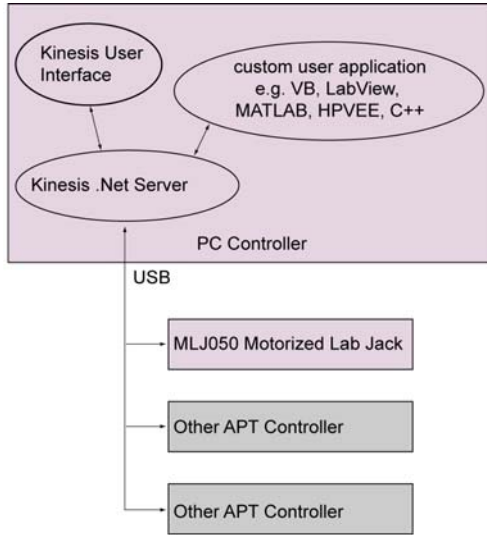 Kinesis User
Interface
custom user application
e.g. VB, LabView,
MATLAB, HPVEE, C++
Kinesis .Net Server
PC Controller
USB
MLJ050 Motorized Lab Jack
Other APT Controller
Other APT Controller